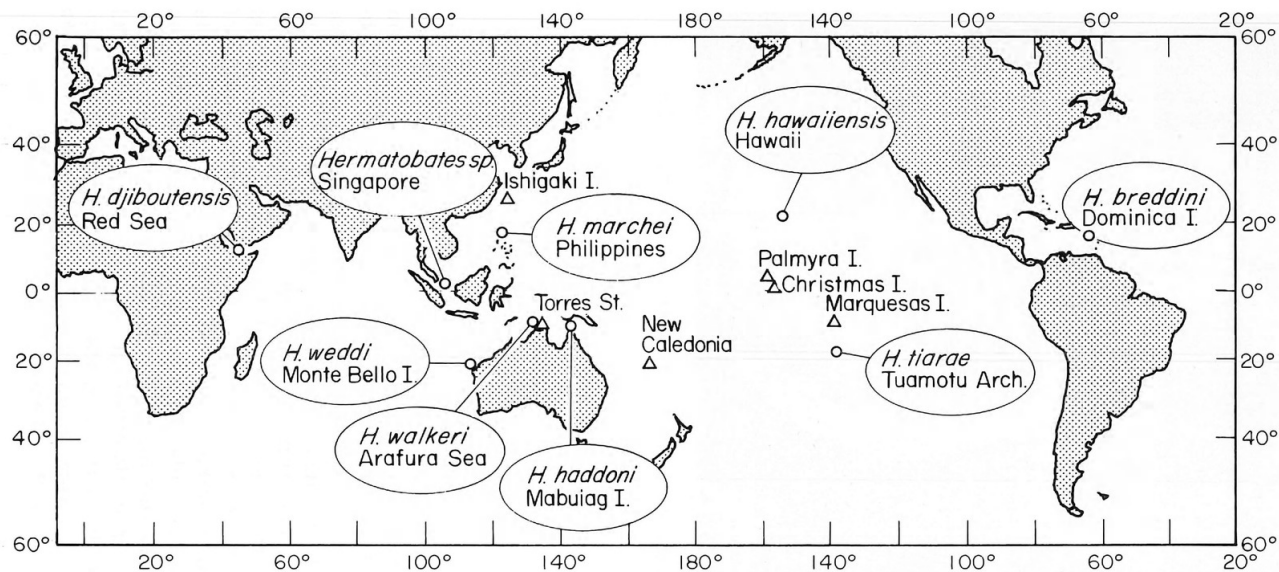 20° 60° 100° 140° 180° 140° 100° 60° 20°
60° 60°
H. hawaiiensis
Hawaii
40° 40°
Hermatobates sp.
Singapore
Ishigaki I.
H. djiboutensis
Red Sea
H. breddini
Dominica I.
20° 20°
H. marchei
Philippines
Palmyra I.
Christmas I.
0° 0°
Marquesas I.
Torres St.
New
Caledonia
H. weddi
Monte Bello I.
20° 20°
H. tiarae
Tuamotu Arch.
H. walkeri
Arafura Sea
40° 40°
H. haddoni
Mabuiag I.
60° 60°
20° 60° 100° 140° 180° 140° 100° 60° 20°